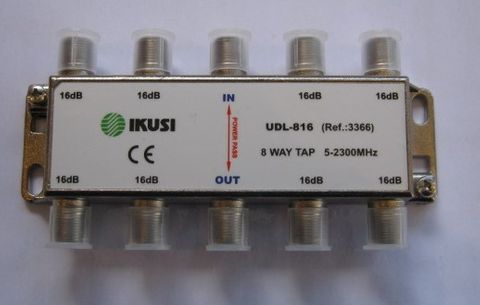 16dB 16dB IN 16dB 16dB
IKUSI
POWER PASS
UDL-816 (Ref.:3366)
CE
8 WAY TAP 5-2300MHz
16dB 16dB OUT 16dB 16dB